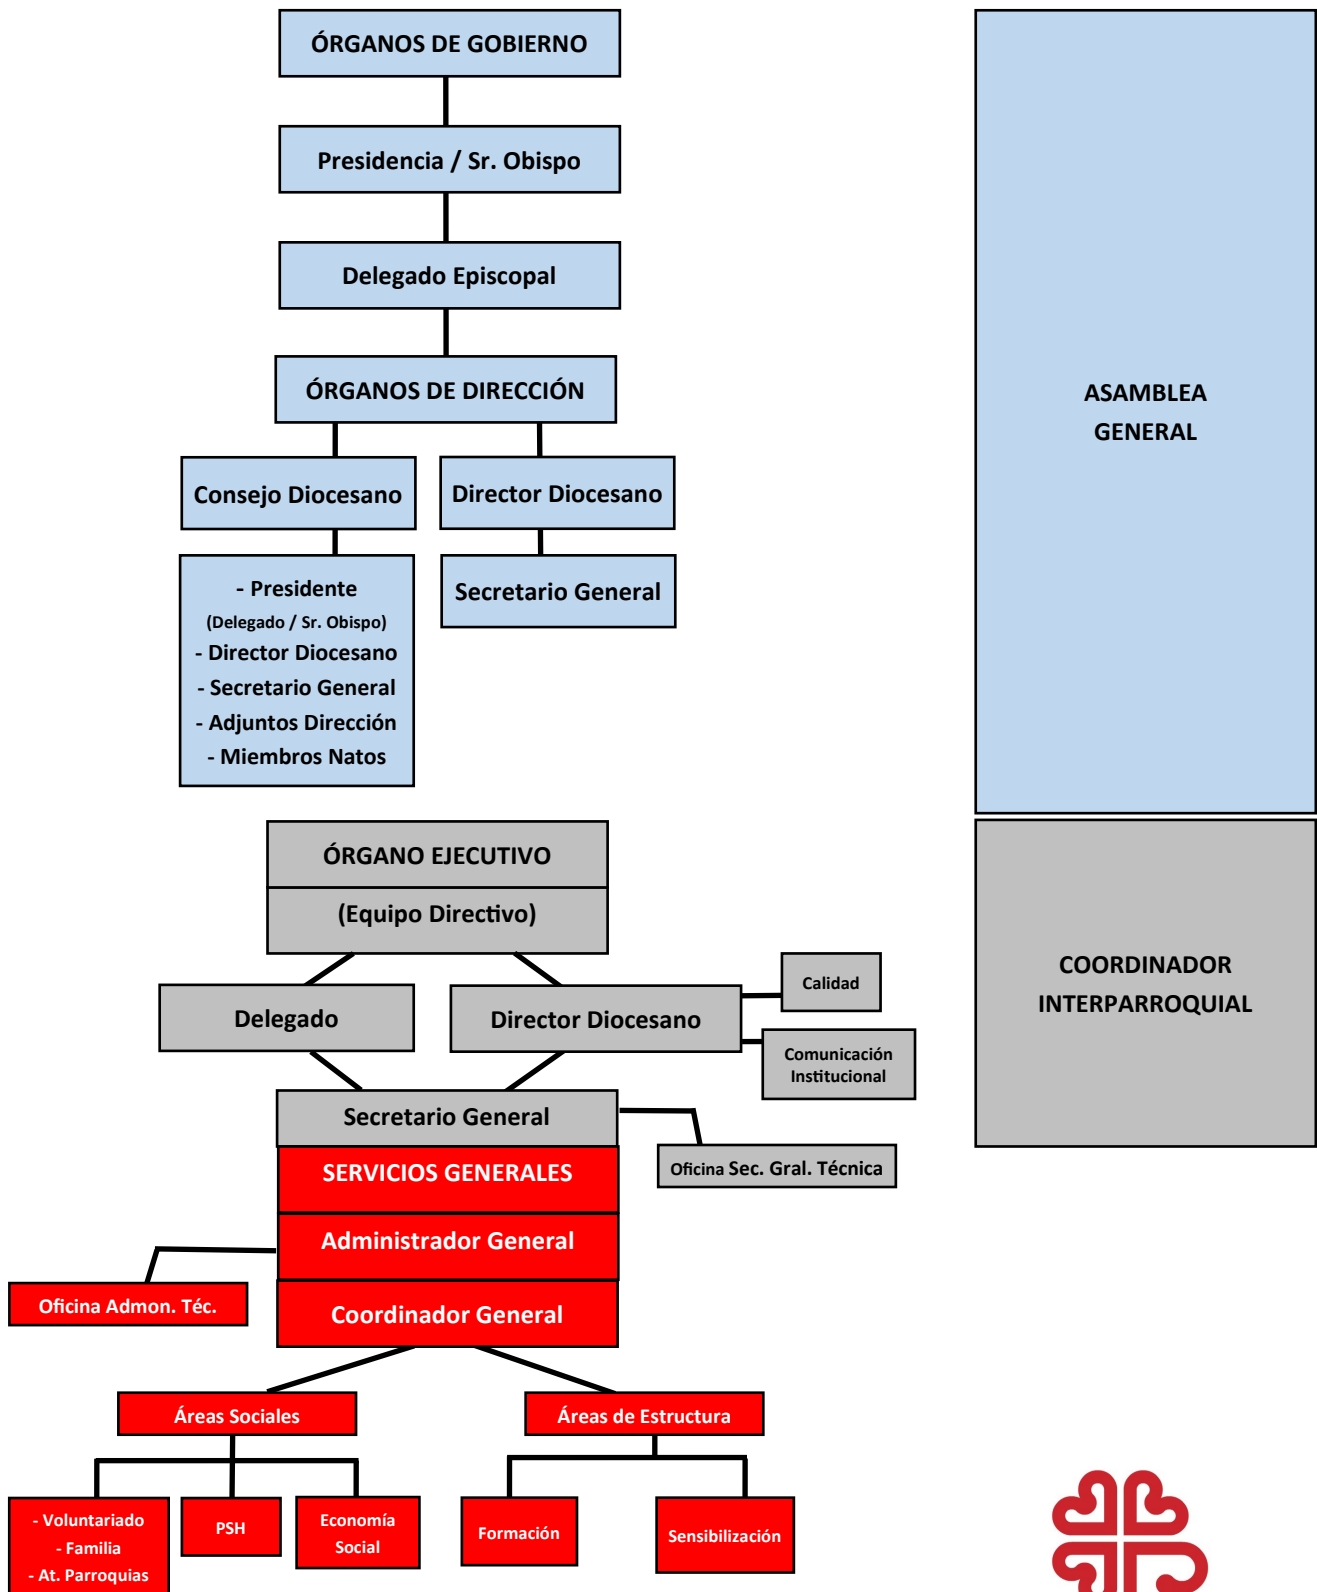 ÓRGANOS DE GOBIERNO
Presidencia / Sr. Obispo
Delegado Episcopal
ÓRGANOS DE DIRECCIÓN
Consejo Diocesano
Director Diocesano
- Presidente
(Delegado / Sr. Obispo)
- Director Diocesano
- Secretario General
- Adjuntos Dirección
- Miembros Natos
Secretario General
ASAMBLEA
GENERAL
ÓRGANO EJECUTIVO
(Equipo Directivo)
Delegado
Director Diocesano
Calidad
Comunicación
Institucional
COORDINADOR
INTERPARROQUIAL
Secretario General
Oficina Sec. Gral. Técnica
SERVICIOS GENERALES
Administrador General
Oficina Admon. Téc.
Coordinador General
Áreas Sociales
Áreas de Estructura
- Voluntariado
- Familia
- At. Parroquias
PSH
Economía
Social
Formación
Sensibilización